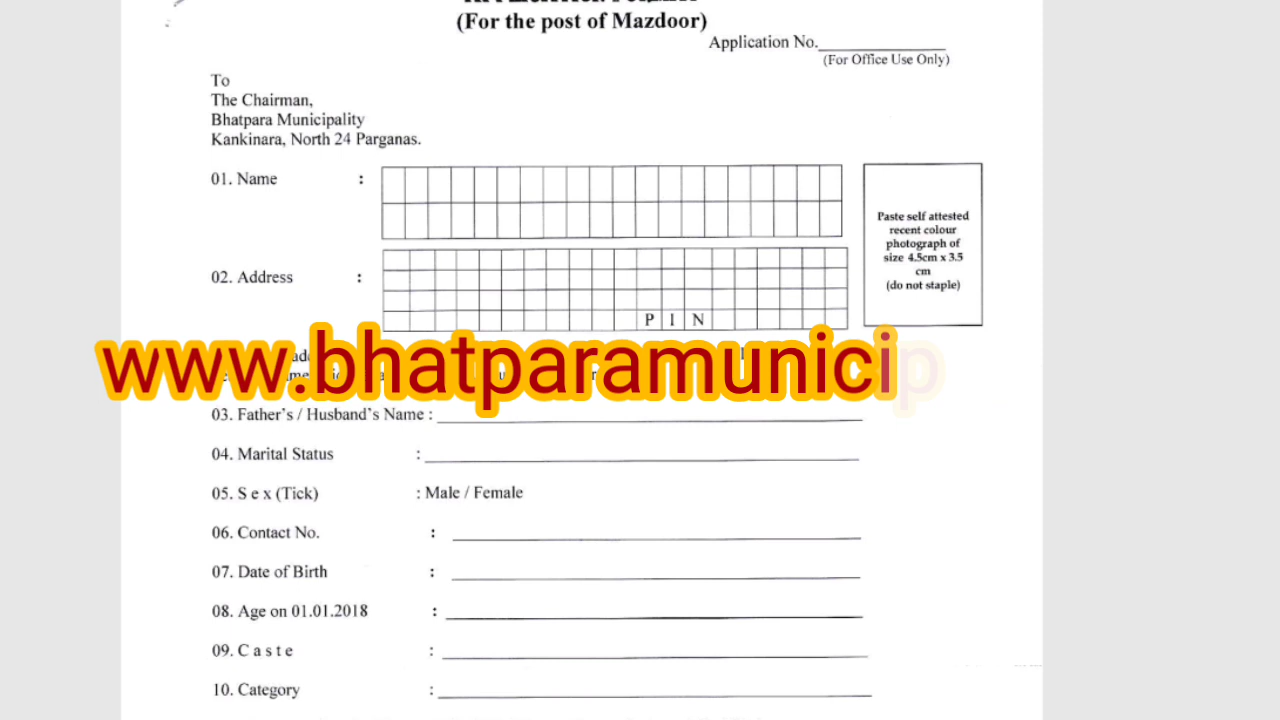 (For the post of Mazdoor)
Application No.
(For Office Use Only)
To
The Chairman,
Bhatpara Municipality
Kankinara, North 24 Parganas.
01. Name :
Paste self attested
recent colour
photograph of
size 4.5cm x 3.5
cm
(do not staple)
02. Address :
P I N
www.bhatparamunicip
03. Father's / Husband's Name :
04. Marital Status :
05. S e x (Tick) : Male / Female
06. Contact No. :
07. Date of Birth :
08. Age on 01.01.2018 :
09. C a s t e :
10. Category :